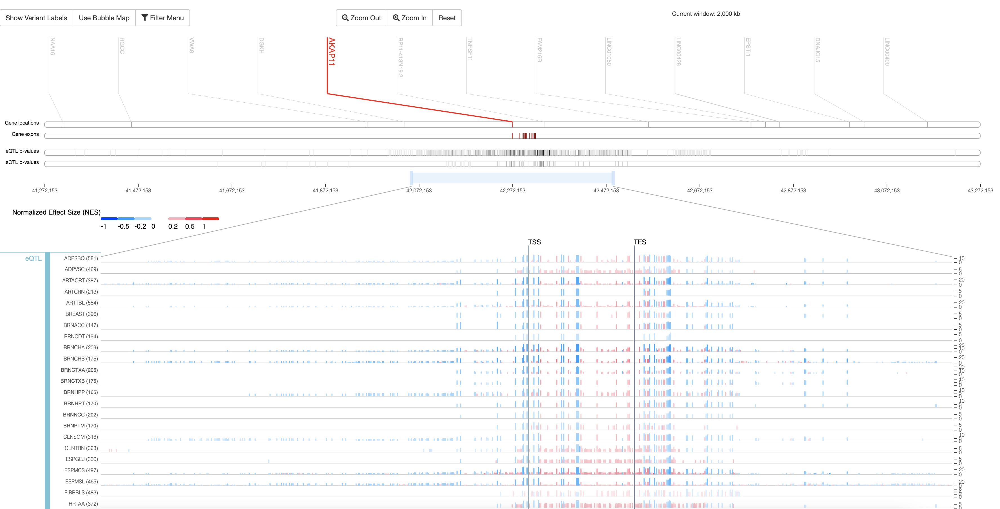 Show Variant Labels Use Bubble Map Filter Menu Zoom Out Zoom In Reset Current window: 2,000 kb
NAA16 RGCC VWA8 DGKH AKAP11 RP11-413N19.2 TNFSF11 FAM216B LINC01050 LINC00428 EPSTI1 DNAJC15 LINC00400
Gene locations
Gene exons
eQTL p-values
sQTL p-values
41,272,153 41,472,153 41,672,153 41,872,153 42,072,153 42,272,153 42,472,153 42,672,153 42,872,153 43,072,153 43,272,153
Normalized Effect Size (NES)
-1 -0.5 -0.2 0 0.2 0.5 1
TSS TES
eQTL ADPSBQ (581) 10 0
ADPVSC (469) 5 0
ARTAORT (387) 20 0
ARTCRN (213) 5 0
ARTTBL (584) 20 0
BREAST (396) 5 0
BRNACC (147) 5 0
BRNCDT (194) 5 0
BRNCHA (209) 20 10 0
BRNCHB (175) 20 0
BRNCTXA (205) 20 10 0
BRNCTXB (175) 10 5 0
BRNHPP (165) 10 5 0
BRNHPT (170) 10 5 0
BRNNCC (202) 5 0
BRNPTM (170) 5 0
CLNSGM (318) 10 5 0
CLNTRN (368) 5 0
ESPGEJ (330) 5 0
ESPMCS (497) 20 0
ESPMSL (465) 20 0
FIBRBLS (483) 6 4 2 0
HRTAA (372) 5 0